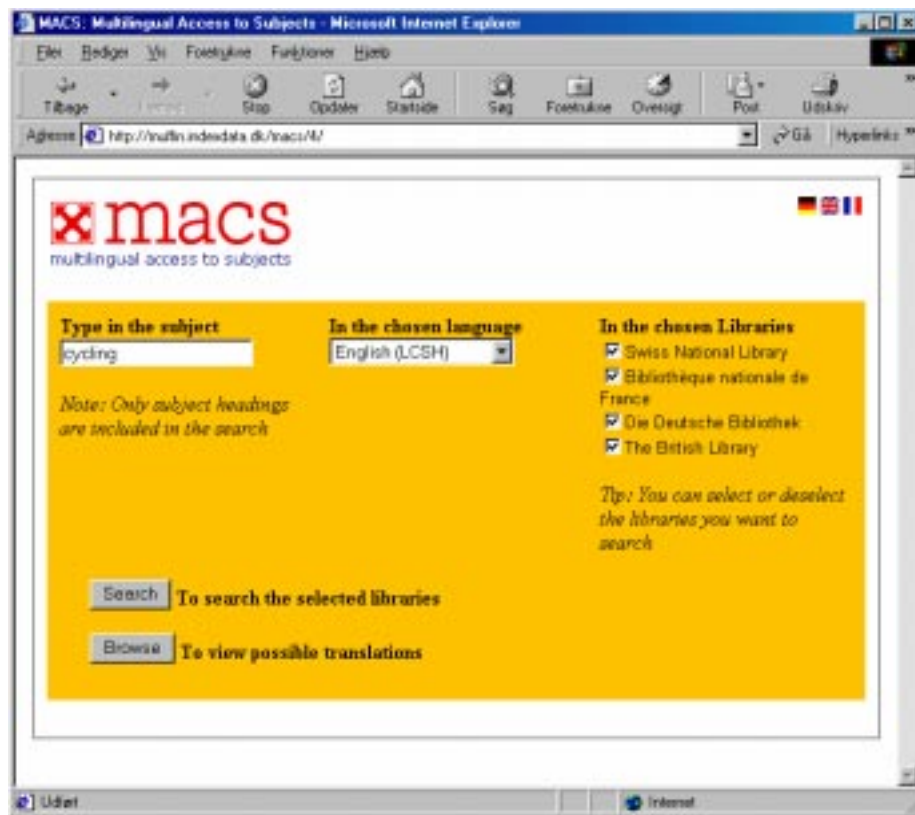 MACS: Multilingual Access to Subjects - Microsoft Internet Explorer
Filer Rediger Vis Foretrukne Funktioner Hjælp
Tilbage Stop Opdater Startside Søg Foretrukne Oversigt Post Udskriv
Adresse http://muffin.indexdata.dk/macs/4/ Gå Hyperlinks
macs
multilingual access to subjects
Type in the subject
cycling
Note: Only subject headings
are included in the search
In the chosen language
English (LCSH)
In the chosen Libraries
Swiss National Library
Bibliothèque nationale de
France
Die Deutsche Bibliothek
The British Library
Tip: You can select or deselect
the libraries you want to
search
Search To search the selected libraries
Browse To view possible translations
Udført Internet